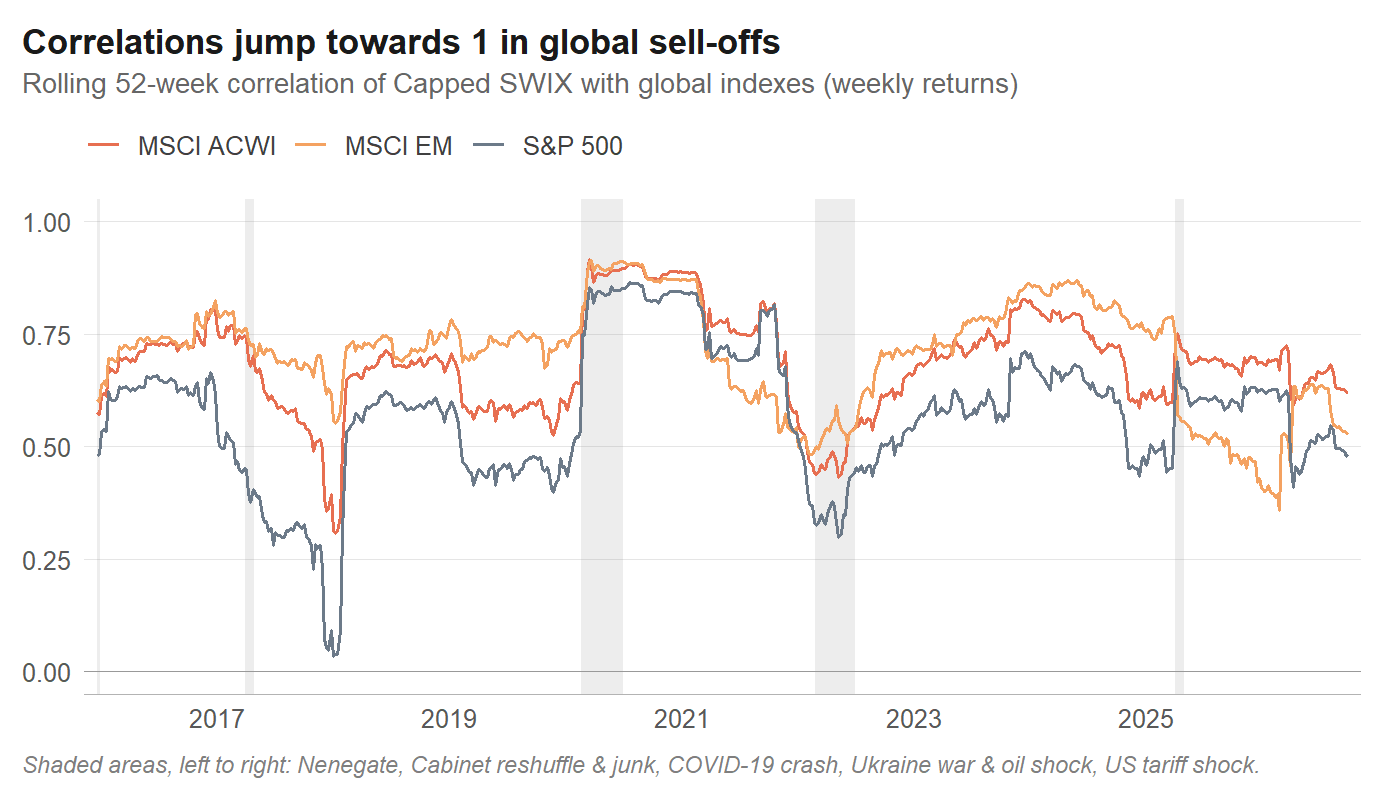 Correlations jump towards 1 in global sell-offs
Rolling 52-week correlation of Capped SWIX with global indexes (weekly returns)
MSCI ACWI MSCI EM S&P 500
1.00
0.75
0.50
0.25
0.00
2017 2019 2021 2023 2025
Shaded areas, left to right: Nenegate, Cabinet reshuffle & junk, COVID-19 crash, Ukraine war & oil shock, US tariff shock.